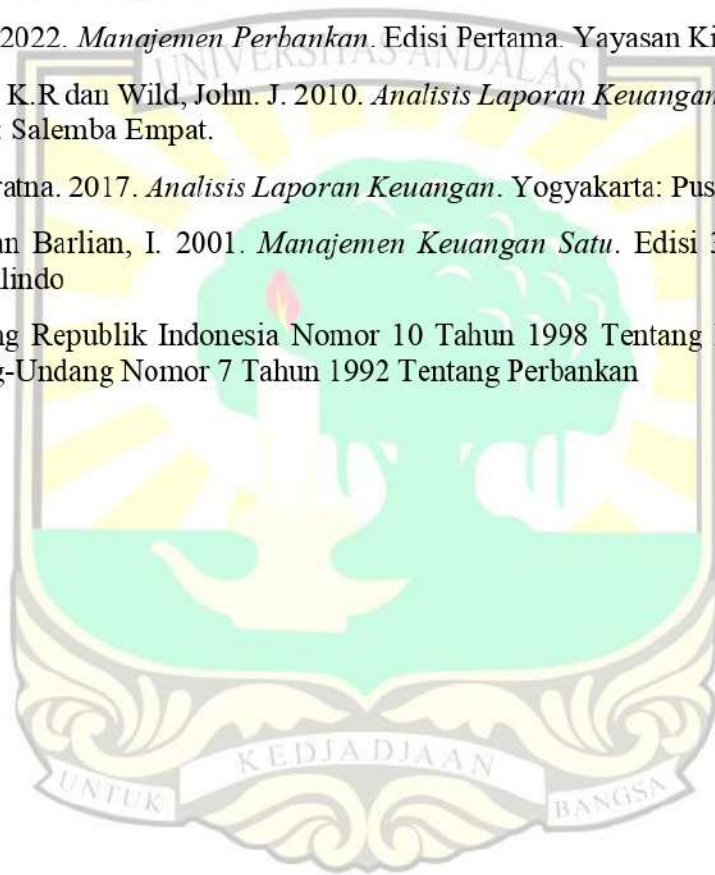 2022. Manajemen Perbankan. Edisi Pertama. Yayasan Ki
UNIVERSITAS ANDALAS
K.R dan Wild, John. J. 2010. Analisis Laporan Keuangan
: Salemba Empat.
ratna. 2017. Analisis Laporan Keuangan. Yogyakarta: Pus
an Barlian, I. 2001. Manajemen Keuangan Satu. Edisi 3
lindo
ng Republik Indonesia Nomor 10 Tahun 1998 Tentang
g-Undang Nomor 7 Tahun 1992 Tentang Perbankan
UNTUK KEDJADJAAN BANGSA